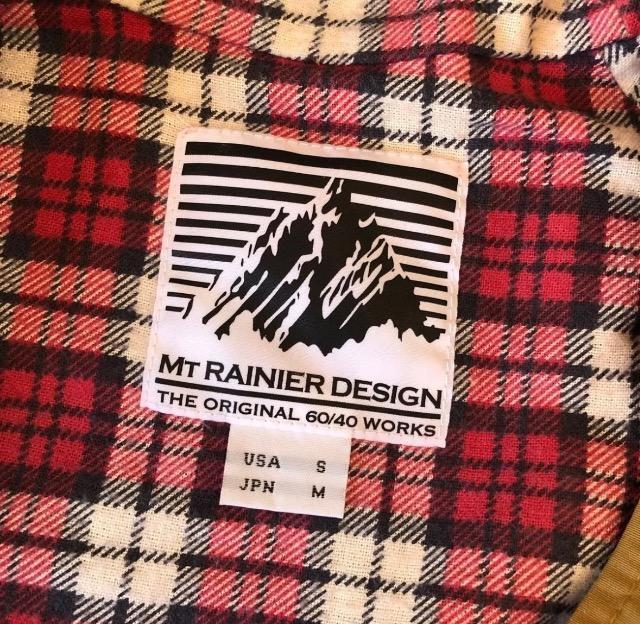 Mt RAINIER DESIGN
THE ORIGINAL 60/40 WORKS
USA S
JPN M